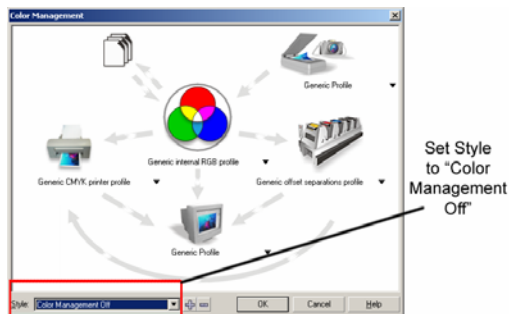 Color Management
Generic Profile
Generic internal RGB profile
Generic CMYK printer profile
Generic offset separations profile
Generic Profile
Set Style
to "Color
Management
Off"
Style: Color Management Off
OK
Cancel
Help